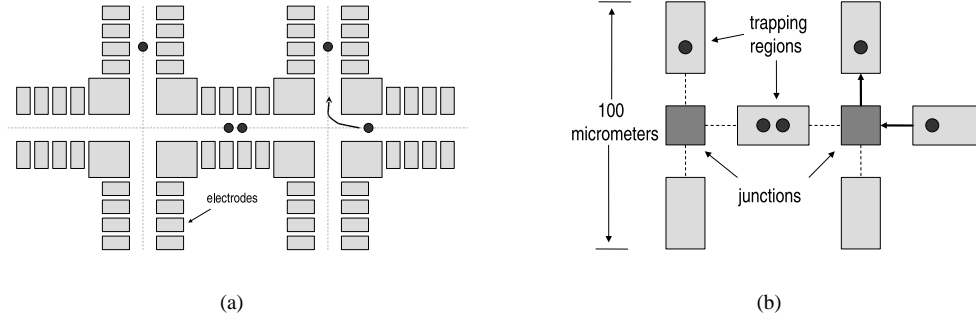 electrodes
(a)
trapping
regions
100
micrometers
junctions
(b)